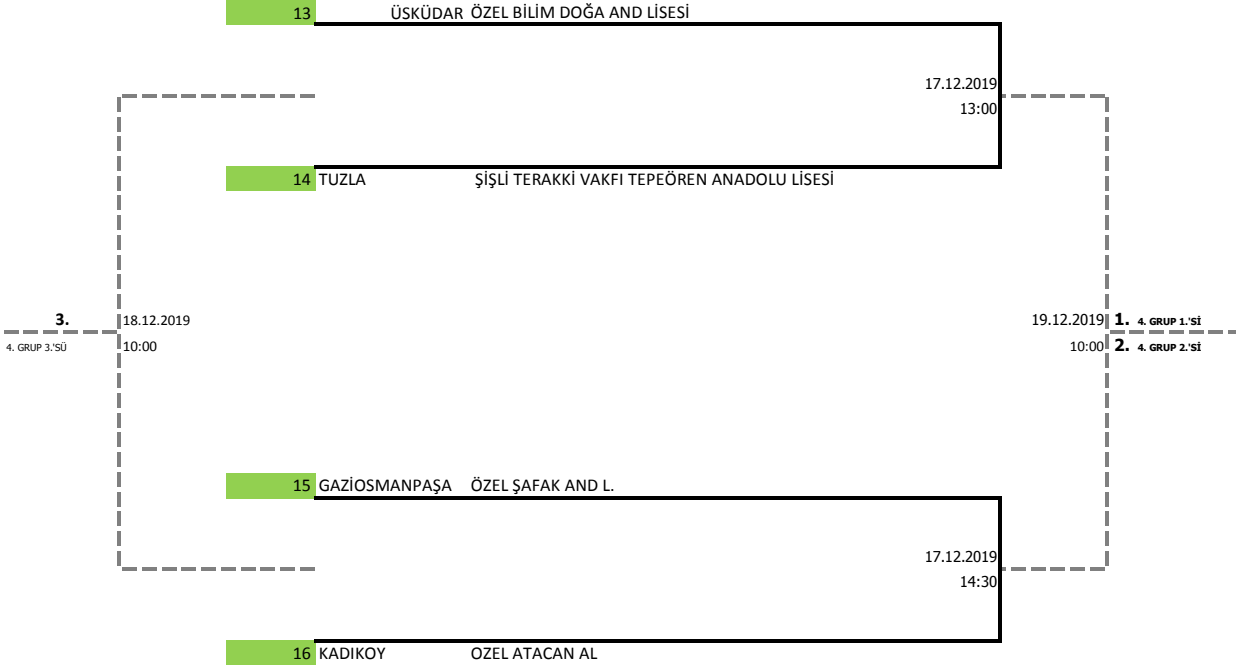 13 ÜSKÜDAR ÖZEL BİLİM DOĞA AND LİSESİ
17.12.2019
13:00
14 TUZLA ŞİŞLİ TERAKKİ VAKFI TEPEÖREN ANADOLU LİSESİ
3. 18.12.2019 19.12.2019 1. 4. GRUP 1.'Sİ
4. GRUP 3.'SÜ 10:00 10:00 2. 4. GRUP 2.'Sİ
15 GAZİOSMANPAŞA ÖZEL ŞAFAK AND L.
17.12.2019
14:30
16 KADIKOY OZEL ATACAN AL